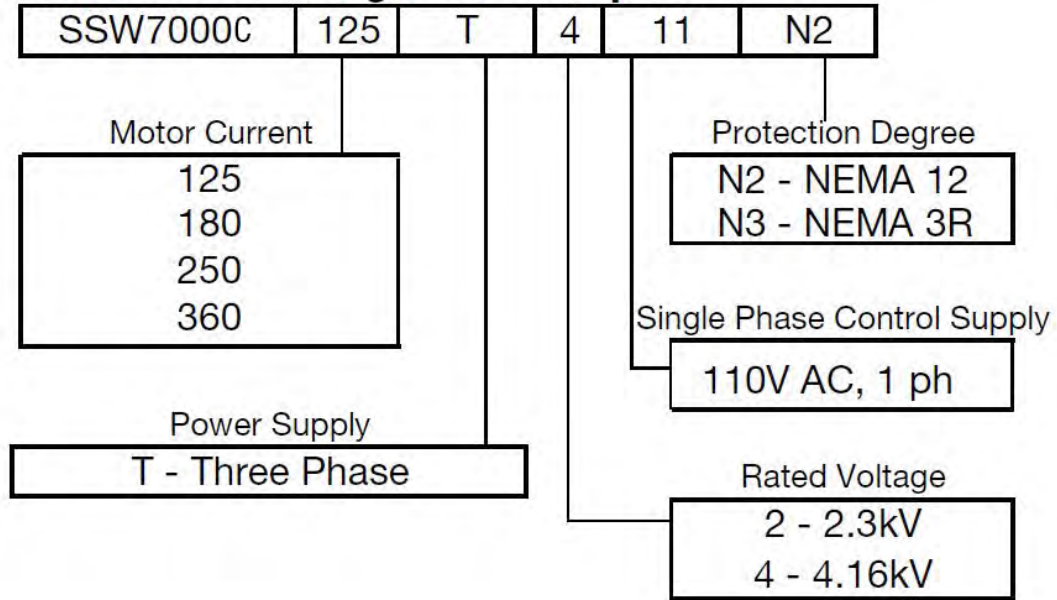 SSW7000C 125 T 4 11 N2
Motor Current
125
180
250
360
Power Supply
T - Three Phase
Protection Degree
N2 - NEMA 12
N3 - NEMA 3R
Single Phase Control Supply
110V AC, 1 ph
Rated Voltage
2 - 2.3kV
4 - 4.16kV